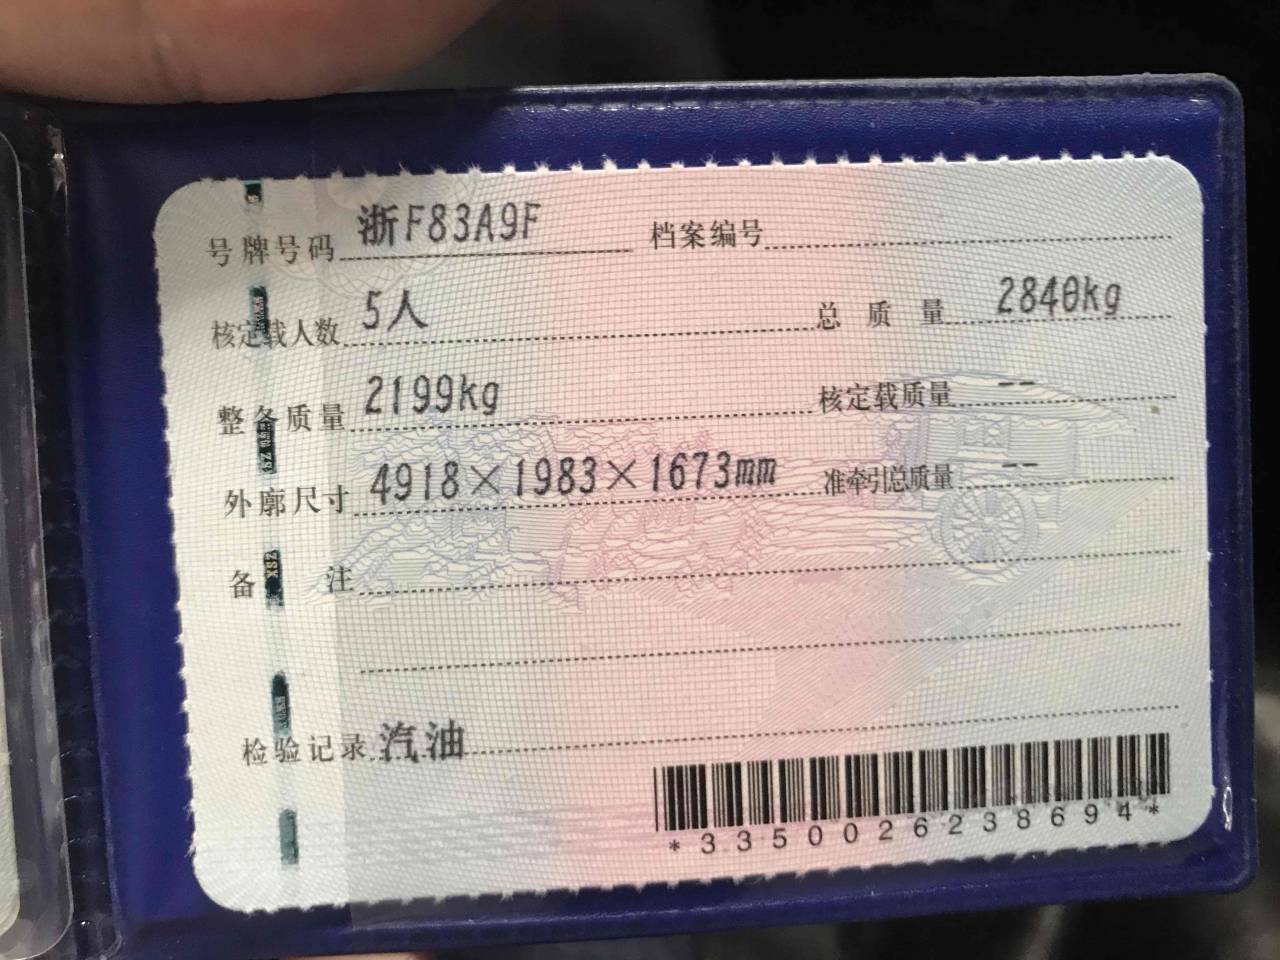 号牌号码 浙F83A9F 档案编号
核定载人数 5人 总质量 2840kg
整备质量 2199kg 核定载质量 --
外廓尺寸 4918×1983×1673mm 准牵引总质量 --
备注
检验记录 汽油
*3350026238694*